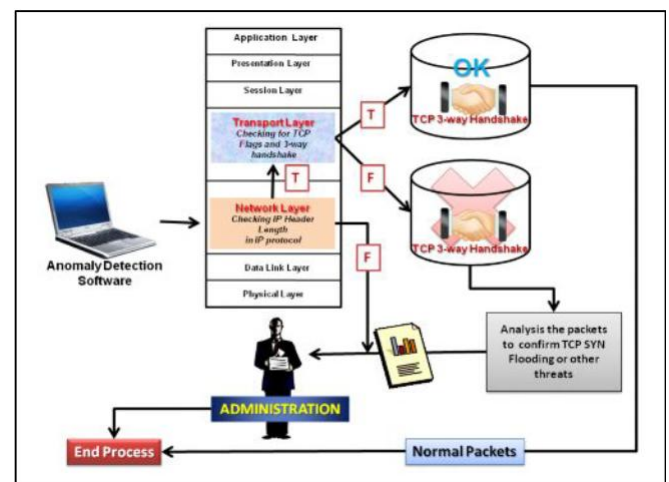 Application Layer
Presentation Layer
Session Layer
Transport Layer
Checking for TCP
Flags and 3-way
handshake
T
Network Layer
Checking IP Header
Length
in IP protocol
Data Link Layer
Physical Layer
Anomaly Detection
Software
T
F
F
OK
TCP 3-way Handshake
TCP 3-way Handshake
Analysis the packets
to confirm TCP SYN
Flooding or other
threats
ADMINISTRATION
End Process
Normal Packets